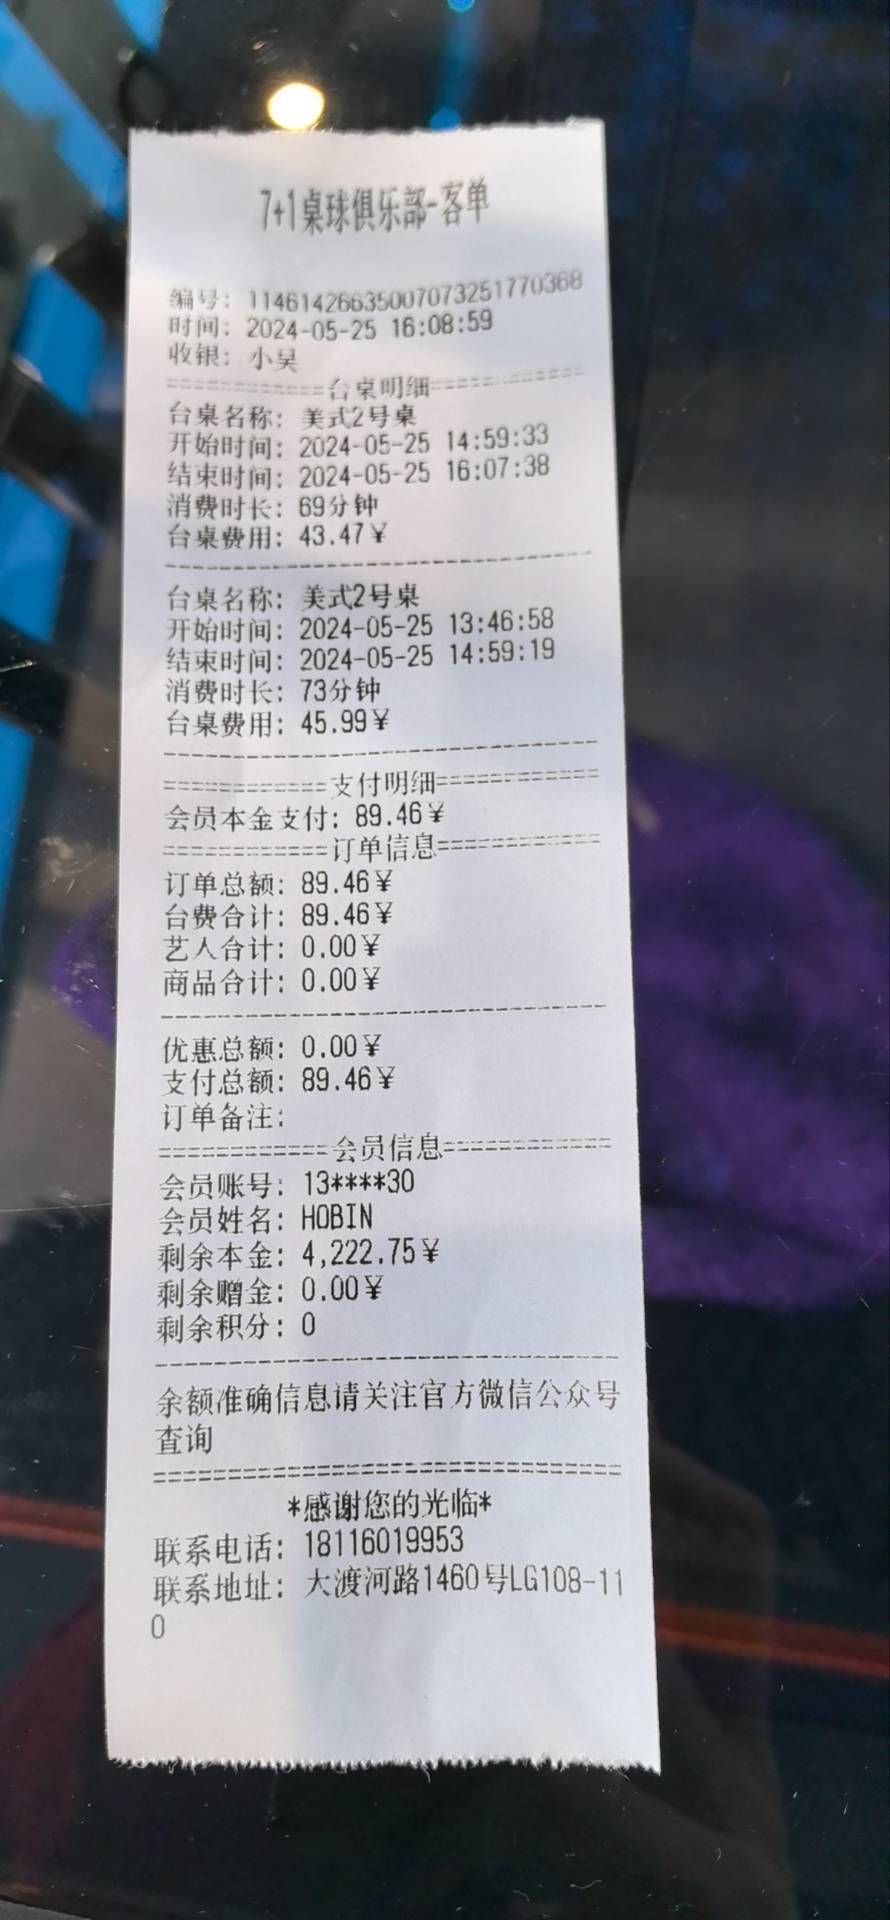 7+1桌球俱乐部-客单
编号: 1146142663500707325177​0368
时间: 2024-05-25 16:08:59
收银: 小吴
============台桌明细============
台桌名称: 美式2号桌
开始时间: 2024-05-25 14:59:33
结束时间: 2024-05-25 16:07:38
消费时长: 69分钟
台桌费用: 43.47¥
--------------------------------
台桌名称: 美式2号桌
开始时间: 2024-05-25 13:46:58
结束时间: 2024-05-25 14:59:19
消费时长: 73分钟
台桌费用: 45.99¥
--------------------------------
============支付明细============
会员本金支付: 89.46¥
============订单信息============
订单总额: 89.46¥
台费合计: 89.46¥
艺人合计: 0.00¥
商品合计: 0.00¥
--------------------------------
优惠总额: 0.00¥
支付总额: 89.46¥
订单备注:
============会员信息============
会员账号: 13****30
会员姓名: HOBIN
剩余本金: 4,222.75¥
剩余赠金: 0.00¥
剩余积分: 0
--------------------------------
余额准确信息请关注官方微信公众号
查询
================================
*感谢您的光临*
联系电话: 18116019953
联系地址: 大渡河路1460号LG108-11
0